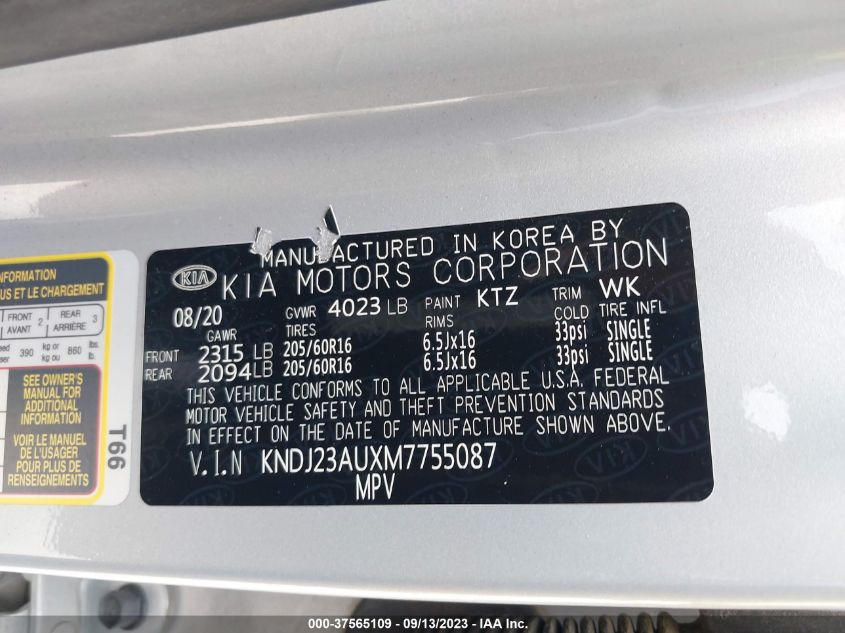 MANUFACTURED IN KOREA BY
KIA KIA MOTORS CORPORATION
08/20 GVWR 4023 LB PAINT KTZ TRIM WK
GAWR TIRES RIMS COLD TIRE INFL
FRONT 2315 LB 205/60R16 6.5Jx16 33psi SINGLE
REAR 2094 LB 205/60R16 6.5Jx16 33psi SINGLE
THIS VEHICLE CONFORMS TO ALL APPLICABLE U.S.A. FEDERAL
MOTOR VEHICLE SAFETY AND THEFT PREVENTION STANDARDS
IN EFFECT ON THE DATE OF MANUFACTURE SHOWN ABOVE.
V.I.N KNDJ23AUXM7755087
MPV
INFORMATION
US ET LE CHARGEMENT
FRONT 2 REAR 3
AVANT ARRIÈRE
390 kg or ou 860 lbs.
SEE OWNER'S
MANUAL FOR
ADDITIONAL
INFORMATION
VOIR LE MANUEL
DE L'USAGER
POUR PLUS DE
RENSEIGNEMENTS
T66
000-37565109 - 09/13/2023 - IAA Inc.